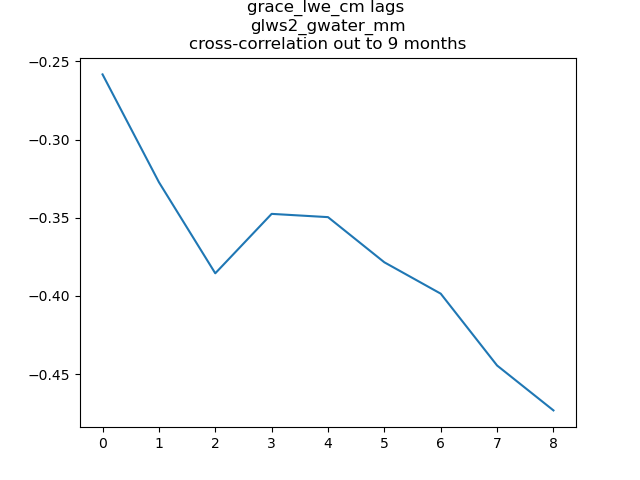 grace_lwe_cm lags
glws2_gwater_mm
cross-correlation out to 9 months
−0.25
−0.30
−0.35
−0.40
−0.45
0 1 2 3 4 5 6 7 8